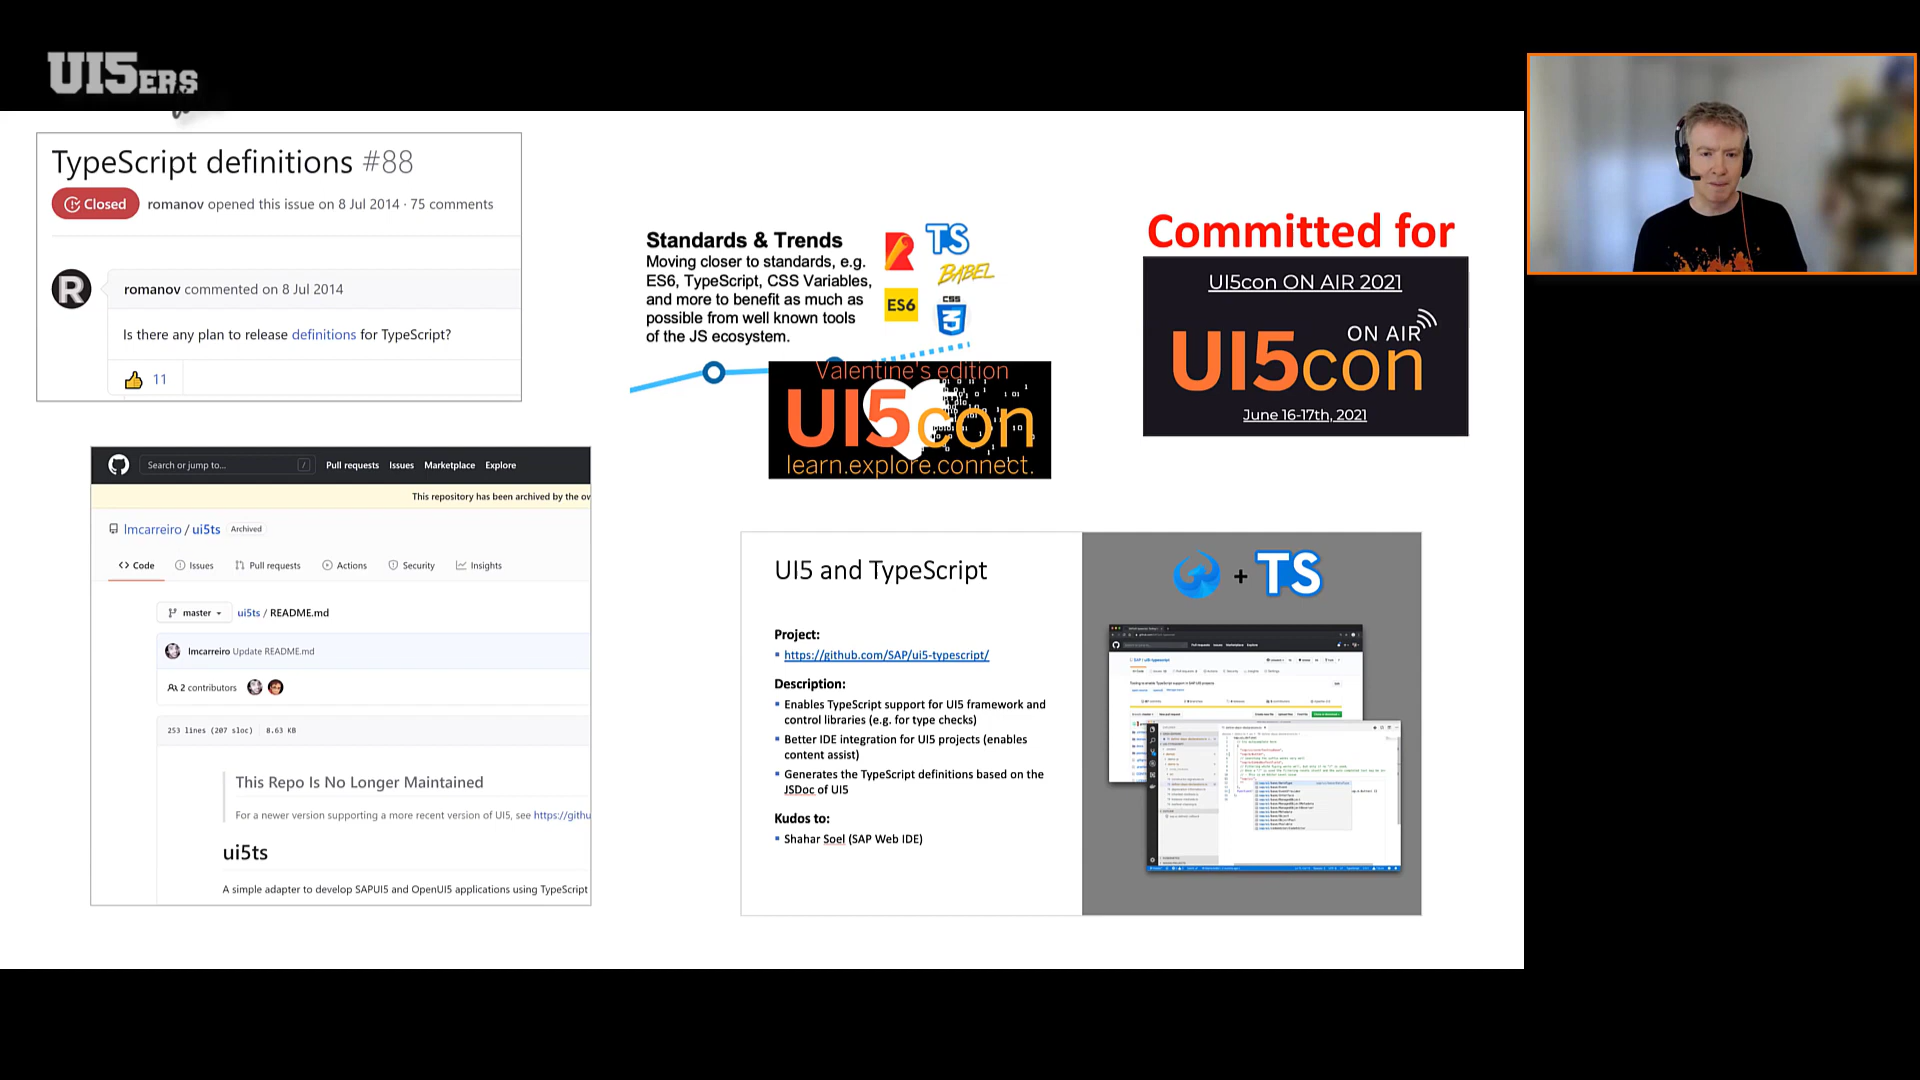 UI5ERS
TypeScript definitions #88
Closed romanov opened this issue on 8 Jul 2014 · 75 comments
R
romanov commented on 8 Jul 2014
Is there any plan to release definitions for TypeScript?
11
Search or jump to... / Pull requests Issues Marketplace Explore
This repository has been archived by the ow
lmcarreiro / ui5ts Archived
<> Code Issues Pull requests Actions Security Insights
master ui5ts / README.md
lmcarreiro Update README.md
2 contributors
253 lines (207 sloc) 8.63 KB
This Repo Is No Longer Maintained
For a newer version supporting a more recent version of UI5, see https://githu
ui5ts
A simple adapter to develop SAPUI5 and OpenUI5 applications using TypeScript
Standards & Trends
Moving closer to standards, e.g.
ES6, TypeScript, CSS Variables,
and more to benefit as much as
possible from well known tools
of the JS ecosystem.
TS
BABEL
ES6
CSS
3
Valentine's edition
UI5con
learn.explore.connect.
Committed for
UI5con ON AIR 2021
ON AIR
UI5con
June 16-17th, 2021
UI5 and TypeScript
Project:
https://github.com/SAP/ui5-typescript/
Description:
Enables TypeScript support for UI5 framework and
control libraries (e.g. for type checks)
Better IDE integration for UI5 projects (enables
content assist)
Generates the TypeScript definitions based on the
JSDoc of UI5
Kudos to:
Shahar Soel (SAP Web IDE)
+ TS